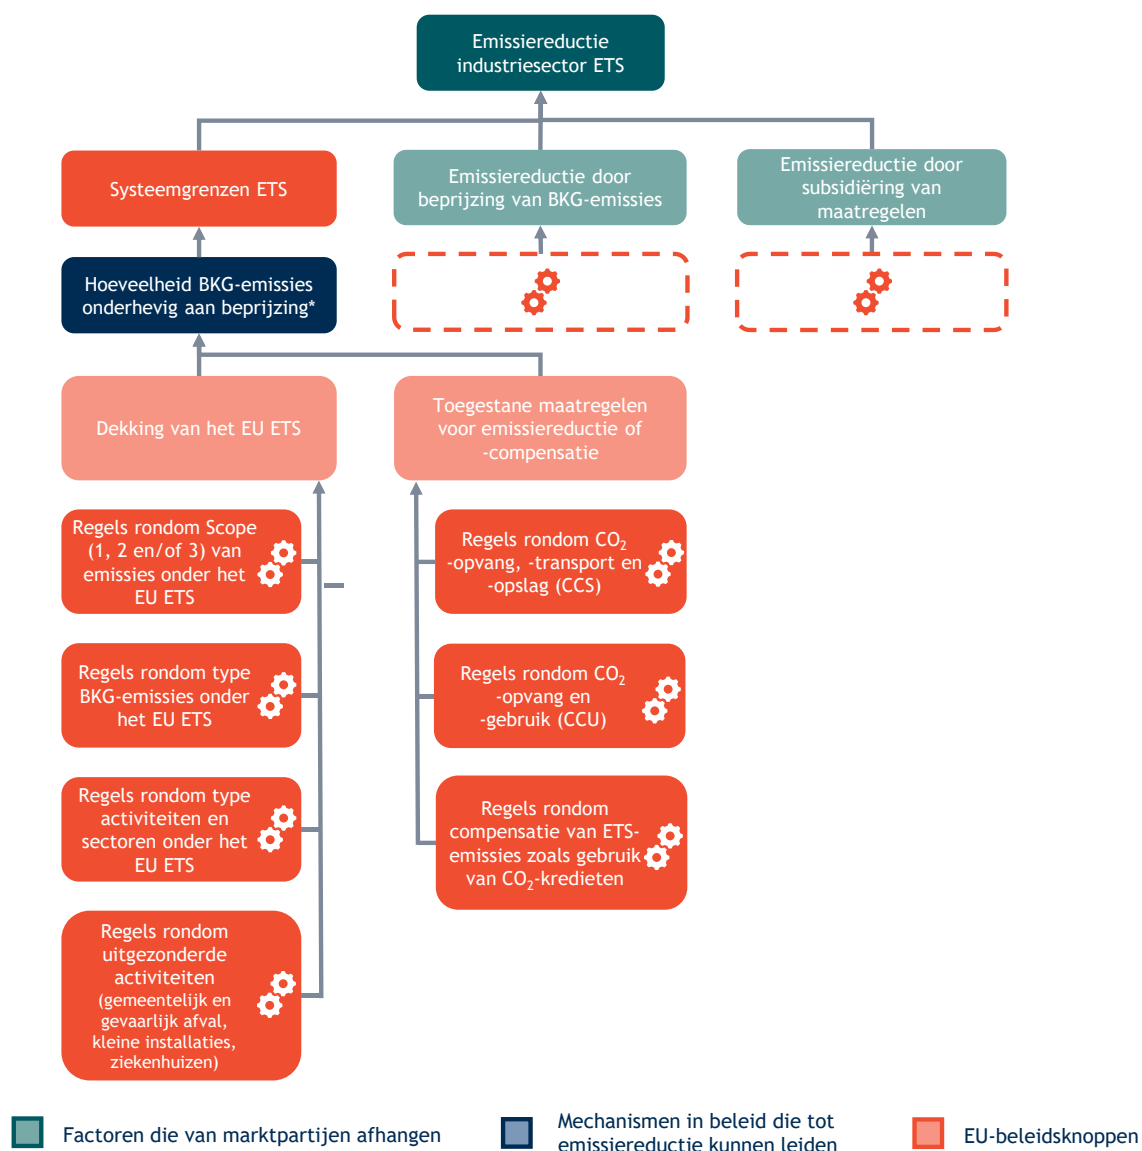 Emissiereductie
industriesector ETS
Systeemgrenzen ETS
Emissiereductie door
beprijzing van BKG-emissies
Emissiereductie door
subsidiëring van
maatregelen
Hoeveelheid BKG-emissies
onderhevig aan beprijzing*
Dekking van het EU ETS
Toegestane maatregelen
voor emissiereductie of
-compensatie
Regels rondom Scope
(1, 2 en/of 3) van
emissies onder het
EU ETS
Regels rondom type
BKG-emissies onder
het EU ETS
Regels rondom type
activiteiten en
sectoren onder het
EU ETS
Regels rondom
uitgezonderde
activiteiten
(gemeentelijk en
gevaarlijk afval,
kleine installaties,
ziekenhuizen)
Regels rondom CO₂
-opvang, -transport en
-opslag (CCS)
Regels rondom CO₂
-opvang en
-gebruik (CCU)
Regels rondom
compensatie van ETS-
emissies zoals gebruik
van CO₂-kredieten
Factoren die van marktpartijen afhangen
Mechanismen in beleid die tot
emissiereductie kunnen leiden
EU-beleidsknoppen